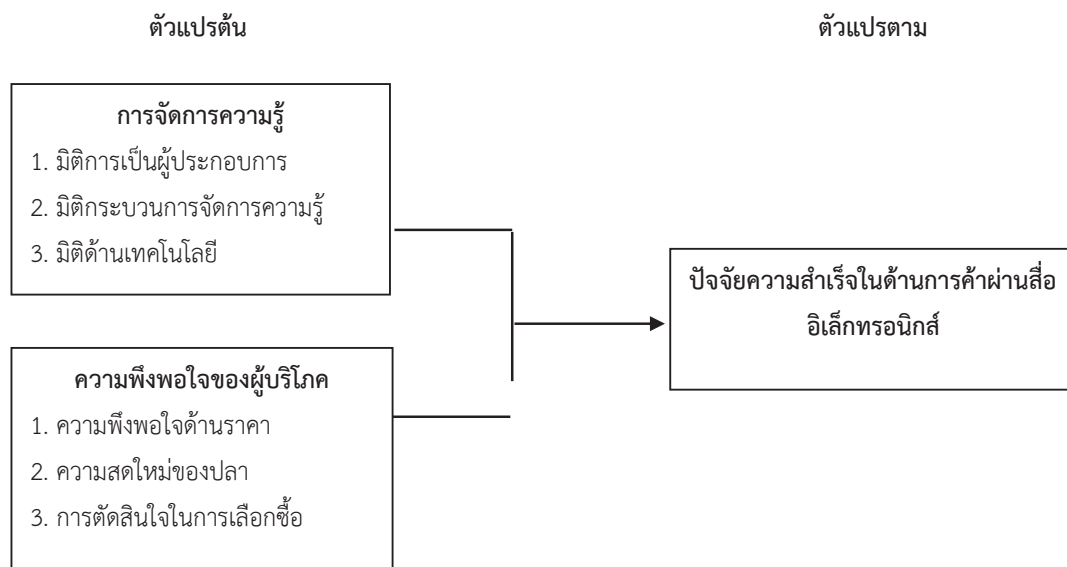 ตัวแปรต้น
ตัวแปรตาม
การจัดการความรู้
1. มิติการเป็นผู้ประกอบการ
2. มิติกระบวนการจัดการความรู้
3. มิติด้านเทคโนโลยี
ปัจจัยความสำเร็จในด้านการค้าผ่านสื่อ
อิเล็กทรอนิกส์
ความพึงพอใจของผู้บริโภค
1. ความพึงพอใจด้านราคา
2. ความสดใหม่ของปลา
3. การตัดสินใจในการเลือกซื้อ